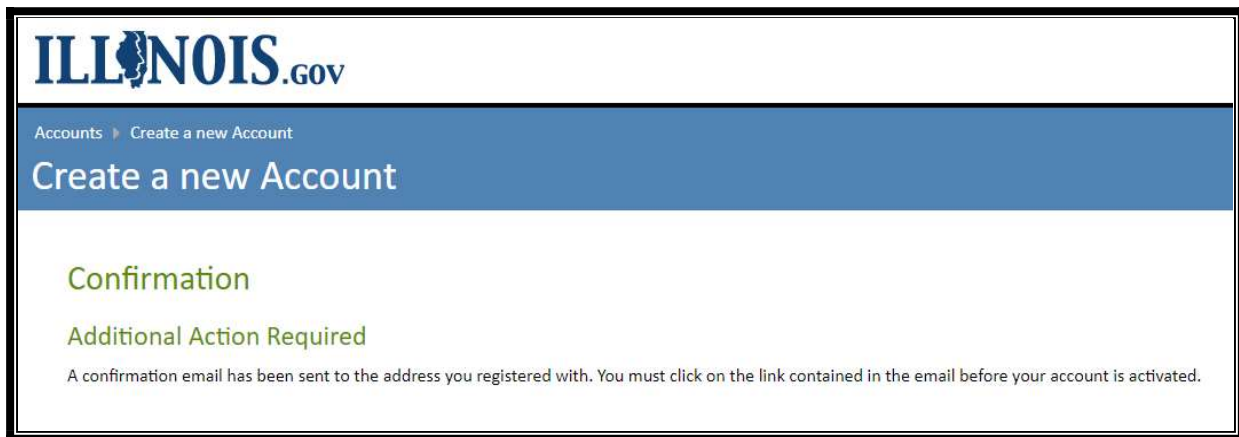 ILLINOIS.GOV
Accounts Create a new Account
Create a new Account
Confirmation
Additional Action Required
A confirmation email has been sent to the address you registered with. You must click on the link contained in the email before your account is activated.